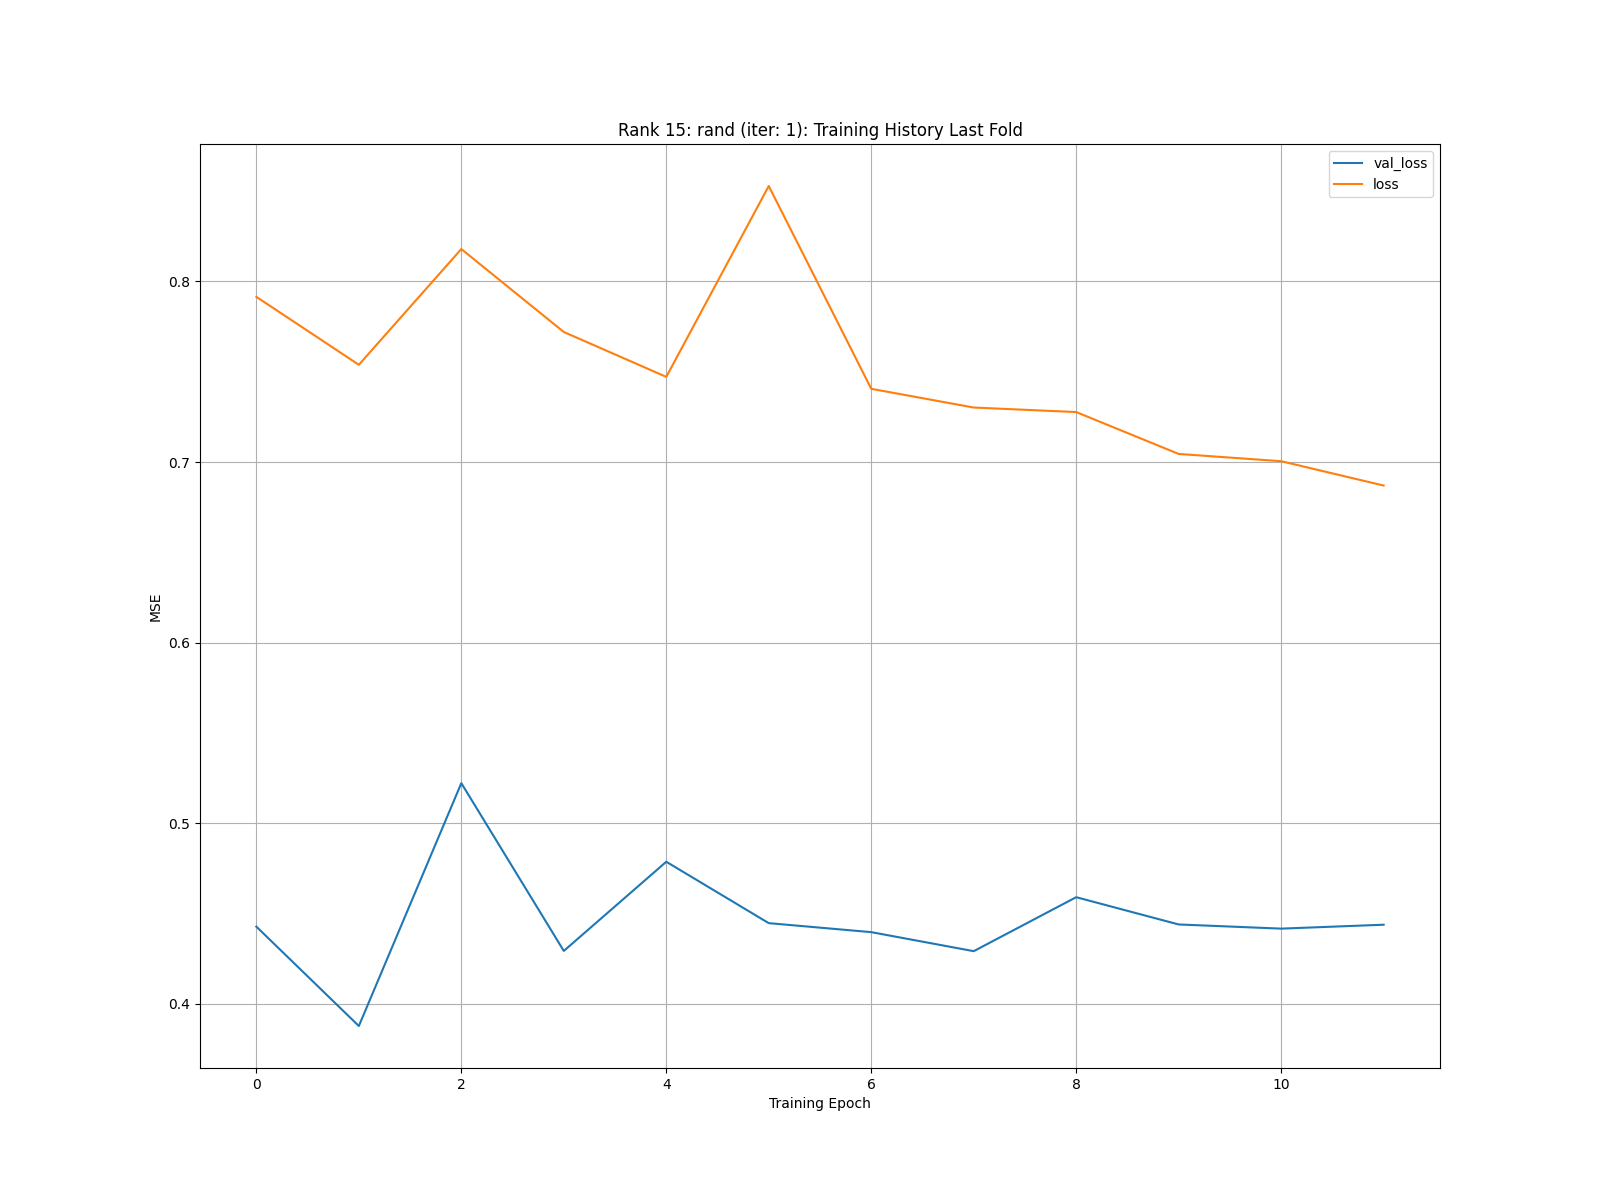 Rank 15: rand (iter: 1): Training History Last Fold
val_loss
loss
MSE
0.8
0.7
0.6
0.5
0.4
0 2 4 6 8 10
Training Epoch